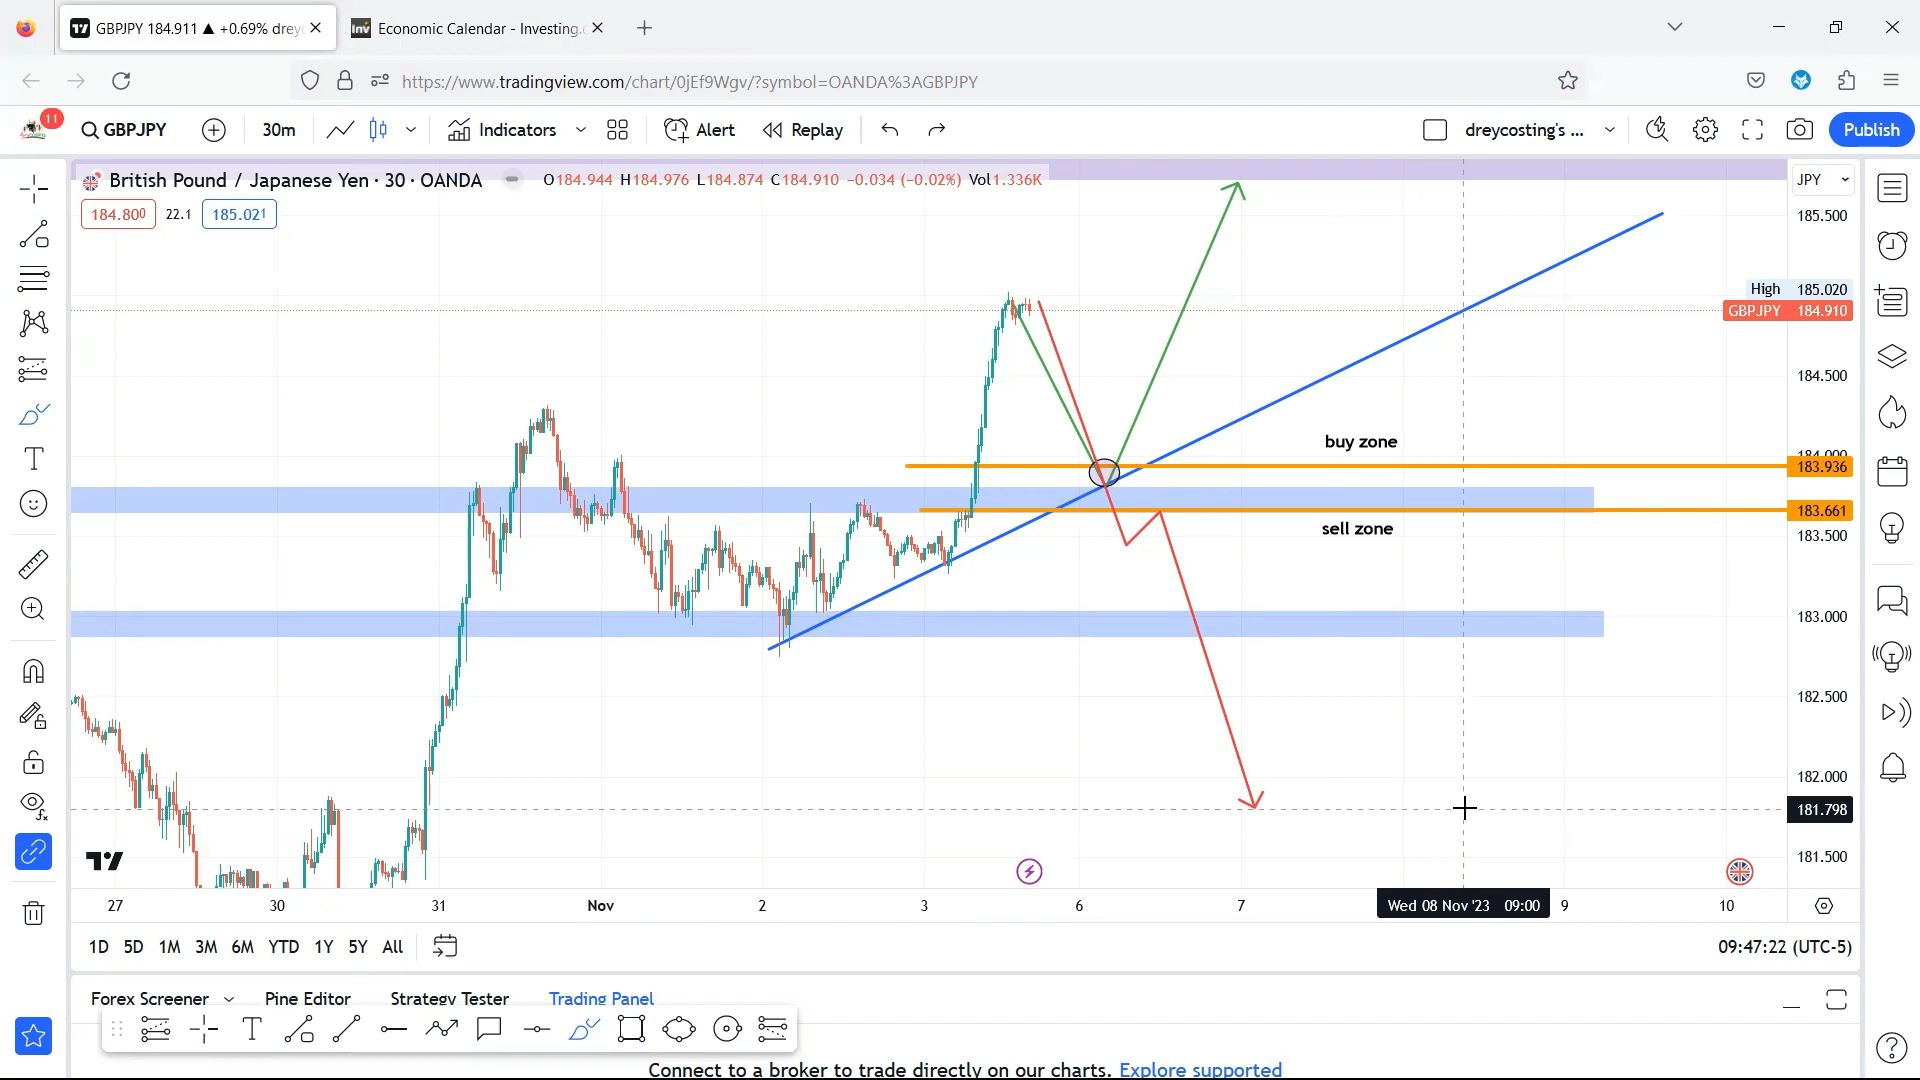 GBPJPY 184.911 ▲ +0.69% drey
Economic Calendar - Investing.c
https://www.tradingview.com/chart/0jEf9Wgv/?symbol=OANDA%3AGBPJPY
11
GBPJPY
30m
Indicators
Alert
Replay
dreycosting's ...
Publish
British Pound / Japanese Yen · 30 · OANDA
O184.944 H184.976 L184.874 C184.910 −0.034 (−0.02%) Vol1.336K
JPY
184.800 22.1 185.021
185.500
High 185.020
GBPJPY 184.910
184.500
buy zone
184.000
183.936
183.661
sell zone
183.500
183.000
182.500
182.000
181.798
181.500
27 30 31 Nov 2 3 6 7 Wed 08 Nov '23 09:00 9 10
1D 5D 1M 3M 6M YTD 1Y 5Y All
09:47:22 (UTC-5)
Forex Screener Pine Editor Strategy Tester Trading Panel
Connect to a broker to trade directly on our charts. Explore supported